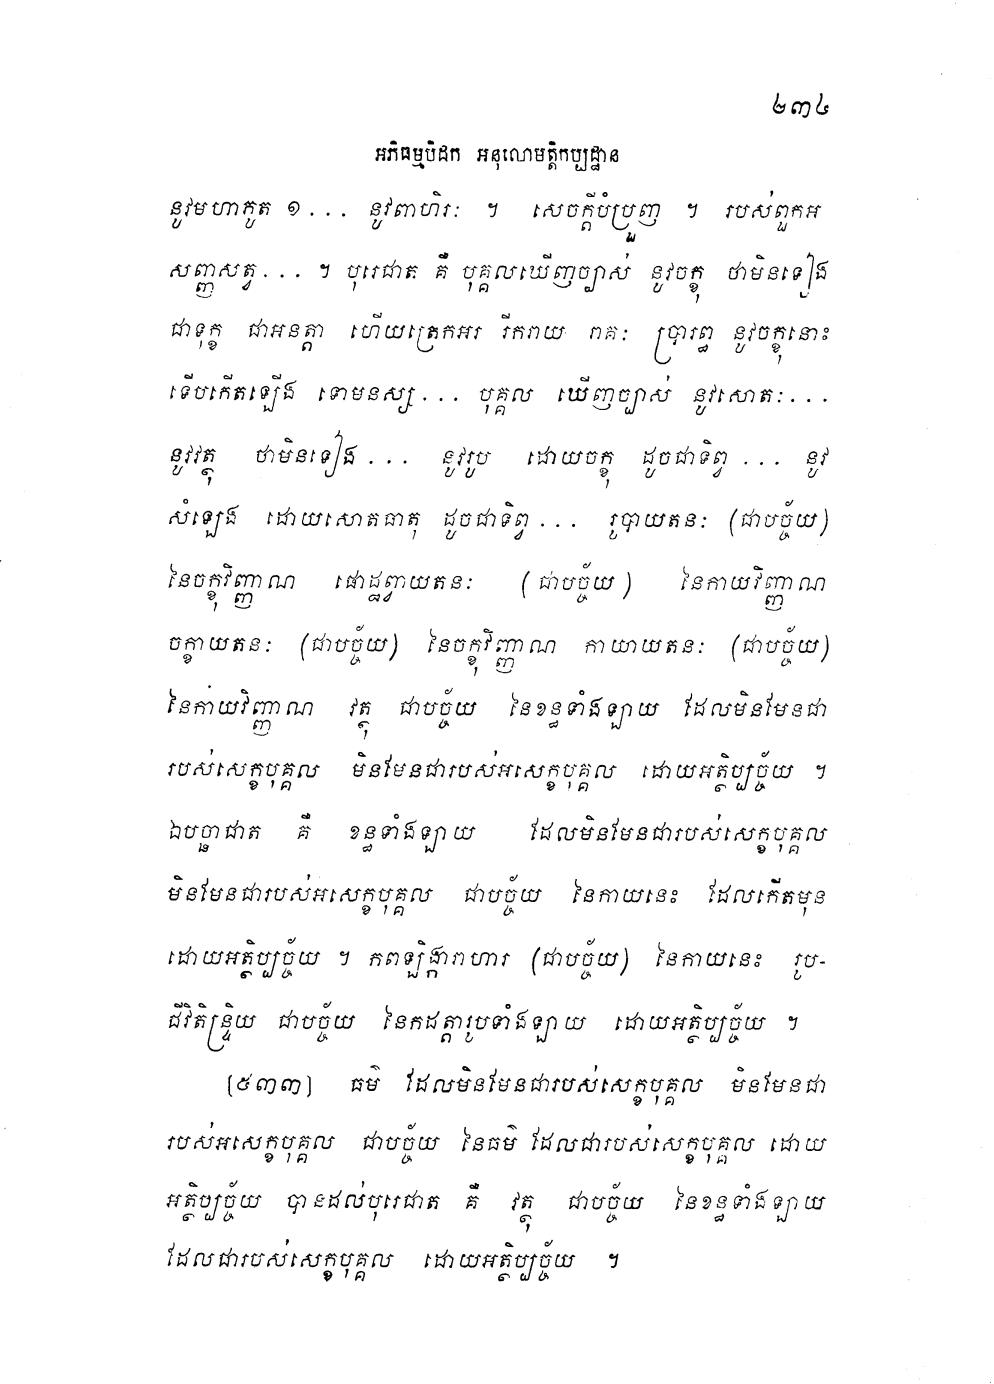 ២៣៤
អភិធម្មបិដក អនុលោមត្តិកប្បដ្ឋាន
នូវមហាភូត ១... នូវពាហិរៈ ។ សេចក្តីបំប្រួញ ។ របស់ពួកអ
សញ្ញសត្វ... ។ បុរេជាត គឺ បុគ្គលឃើញច្បាស់ នូវចក្ខុ ថាមិនទៀង
ជាទុក្ខ ជាអនត្តា ហើយត្រេកអរ រីករាយ រាគៈ ប្រារព្ធ នូវចក្ខុនោះ
ទើបកើតឡើង ទោមនស្ស... បុគ្គល ឃើញច្បាស់ នូវសោតៈ...
នូវវត្ថុ ថាមិនទៀង... នូវរូប ដោយចក្ខុ ដូចជាទិព្វ... នូវ
សំឡេង ដោយសោតធាតុ ដូចជាទិព្វ... រូបាយតនៈ (ជាបច្ច័យ)
នៃចក្ខុវិញ្ញាណ ផោដ្ឋព្វាយតនៈ (ជាបច្ច័យ) នៃកាយវិញ្ញាណ
ចក្ខាយតនៈ (ជាបច្ច័យ) នៃចក្ខុវិញ្ញាណ កាយាយតនៈ (ជាបច្ច័យ)
នៃកាយវិញ្ញាណ វត្ថុ ជាបច្ច័យ នៃខន្ធទាំងឡាយ ដែលមិនមែនជា
របស់សេក្ខបុគ្គល មិនមែនជារបស់អសេក្ខបុគ្គល ដោយអត្ថិប្បច្ច័យ ។
ឯបច្ឆាជាត គឺ ខន្ធទាំងឡាយ ដែលមិនមែនជារបស់សេក្ខបុគ្គល
មិនមែនជារបស់អសេក្ខបុគ្គល ជាបច្ច័យ នៃកាយនេះ ដែលកើតមុន
ដោយអត្ថិប្បច្ច័យ ។ កពឡិង្ការាហារ (ជាបច្ច័យ) នៃកាយនេះ រូប-
ជីវិតិន្ទ្រិយ ជាបច្ច័យ នៃកដត្តារូបទាំងឡាយ ដោយអត្ថិប្បច្ច័យ ។
(៥៣៣) ធម៌ ដែលមិនមែនជារបស់សេក្ខបុគ្គល មិនមែនជា
របស់អសេក្ខបុគ្គល ជាបច្ច័យ នៃធម៌ ដែលជារបស់សេក្ខបុគ្គល ដោយ
អត្ថិប្បច្ច័យ បានដល់បុរេជាត គឺ វត្ថុ ជាបច្ច័យ នៃខន្ធទាំងឡាយ
ដែលជារបស់សេក្ខបុគ្គល ដោយអត្ថិប្បច្ច័យ ។